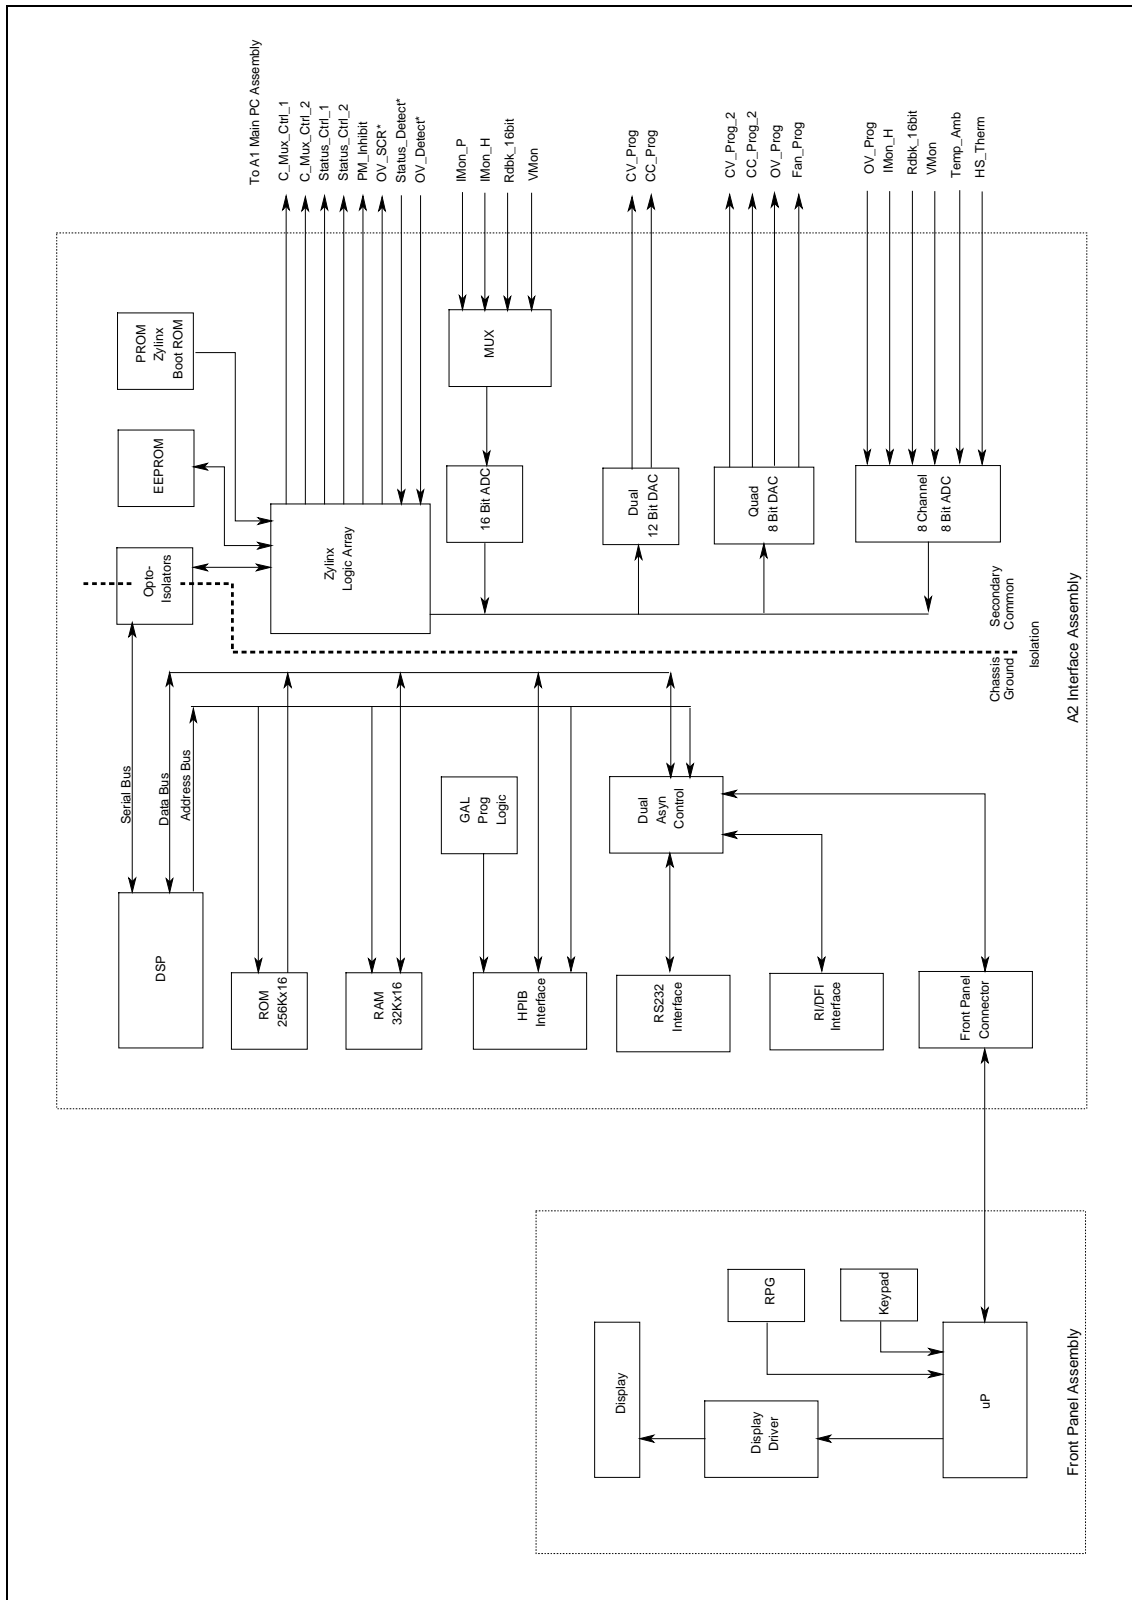 To A1 Main PC Assembly
C_Mux_Ctrl_1
C_Mux_Ctrl_2
Status_Ctrl_1
Status_Ctrl_2
PM_Inhibit
OV_SCR*
Status_Detect*
OV_Detect*
IMon_P
IMon_H
Rdbk_16bit
VMon
CV_Prog
CC_Prog
CV_Prog_2
CC_Prog_2
OV_Prog
Fan_Prog
OV_Prog
IMon_H
Rdbk_16bit
VMon
Temp_Amb
HS_Therm
PROM
Zylinx
Boot ROM
EEPROM
Opto-
Isolators
Zylinx
Logic Array
MUX
16 Bit ADC
Dual
12 Bit DAC
Quad
8 Bit DAC
8 Channel
8 Bit ADC
Secondary
Common
Isolation
Chassis
Ground
A2 Interface Assembly
Serial Bus
Data Bus
Address Bus
GAL
Prog
Logic
Dual
Asyn
Control
DSP
ROM
256Kx16
RAM
32Kx16
HPIB
Interface
RS232
Interface
RI/DFI
Interface
Front Panel
Connector
RPG
Keypad
Display
Display
Driver
uP
Front Panel Assembly